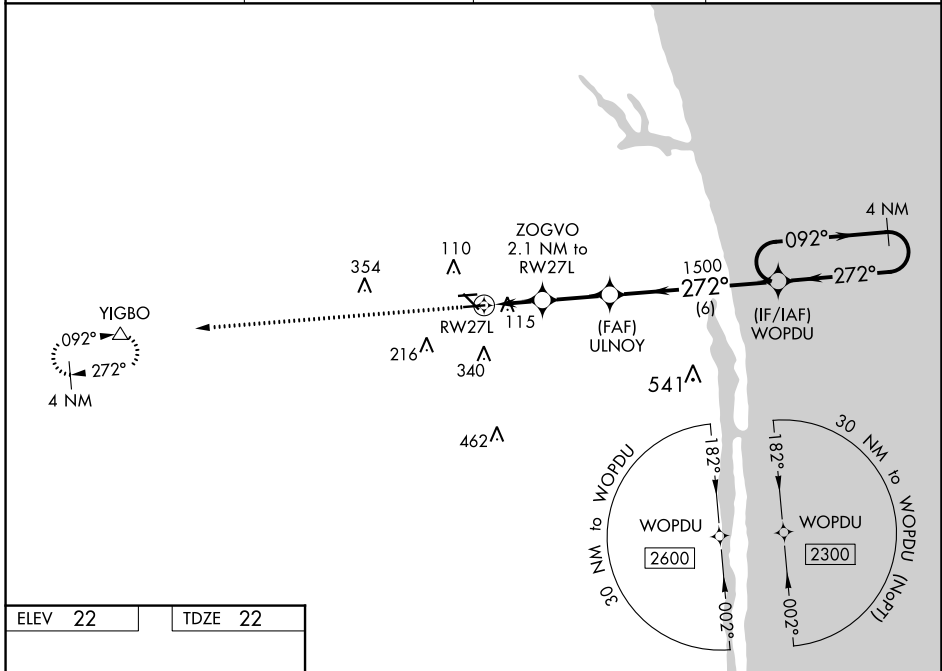 4 NM
092°
272°
ZOGVO
2.1 NM to
RW27L
110
354
1500
272°
(6)
(IF/IAF)
WOPDU
YIGBO
092°
272°
4 NM
RW27L
115
(FAF)
ULNOY
216
340
541
462
30 NM to WOPDU
182°
WOPDU
2600
002°
30 NM to WOPDU (NoPT)
182°
WOPDU
2300
002°
ELEV 22
TDZE 22